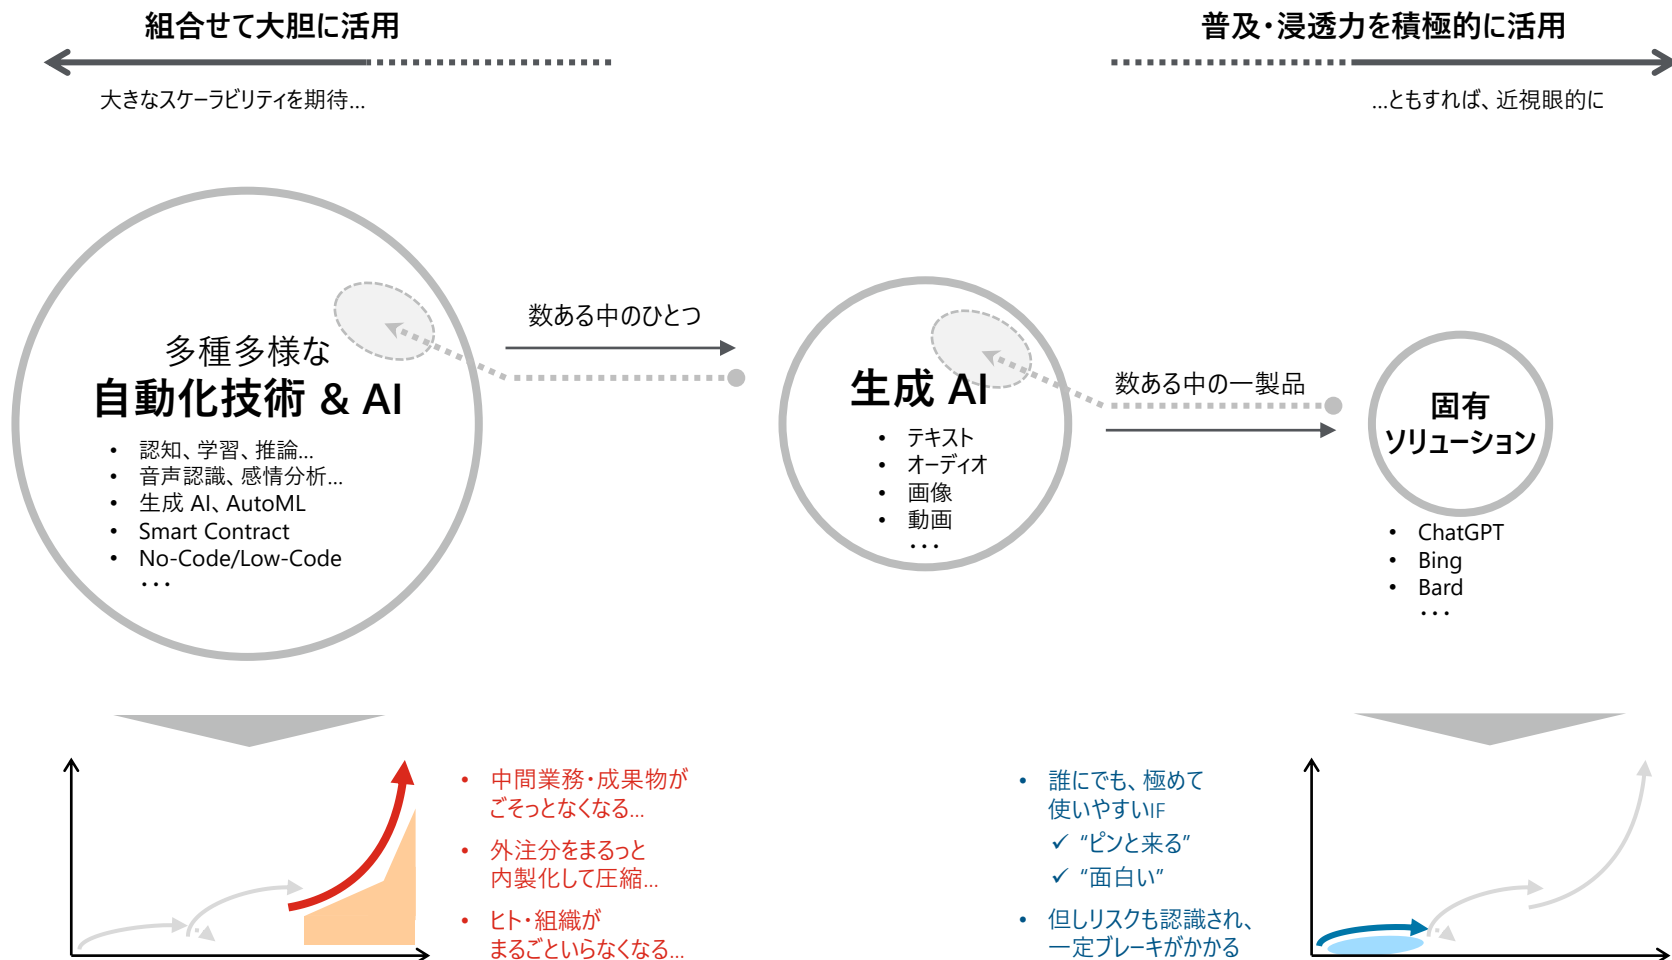 組合せて大胆に活用
大きなスケーラビリティを期待...
普及・浸透力を積極的に活用
...ともすれば、近視眼的に
多種多様な
自動化技術 & AI
• 認知、学習、推論...
• 音声認識、感情分析...
• 生成 AI、AutoML
• Smart Contract
• No-Code/Low-Code
・・・
数ある中のひとつ
生成 AI
• テキスト
• オーディオ
• 画像
• 動画
・・・
数ある中の一製品
固有
ソリューション
• ChatGPT
• Bing
• Bard
・・・
• 中間業務・成果物が
ごそっとなくなる...
• 外注分をまるっと
内製化して圧縮...
• ヒト・組織が
まるごといらなくなる...
• 誰にでも、極めて
使いやすいIF
✓ “ピンと来る”
✓ “面白い”
• 但しリスクも認識され、
一定ブレーキがかかる